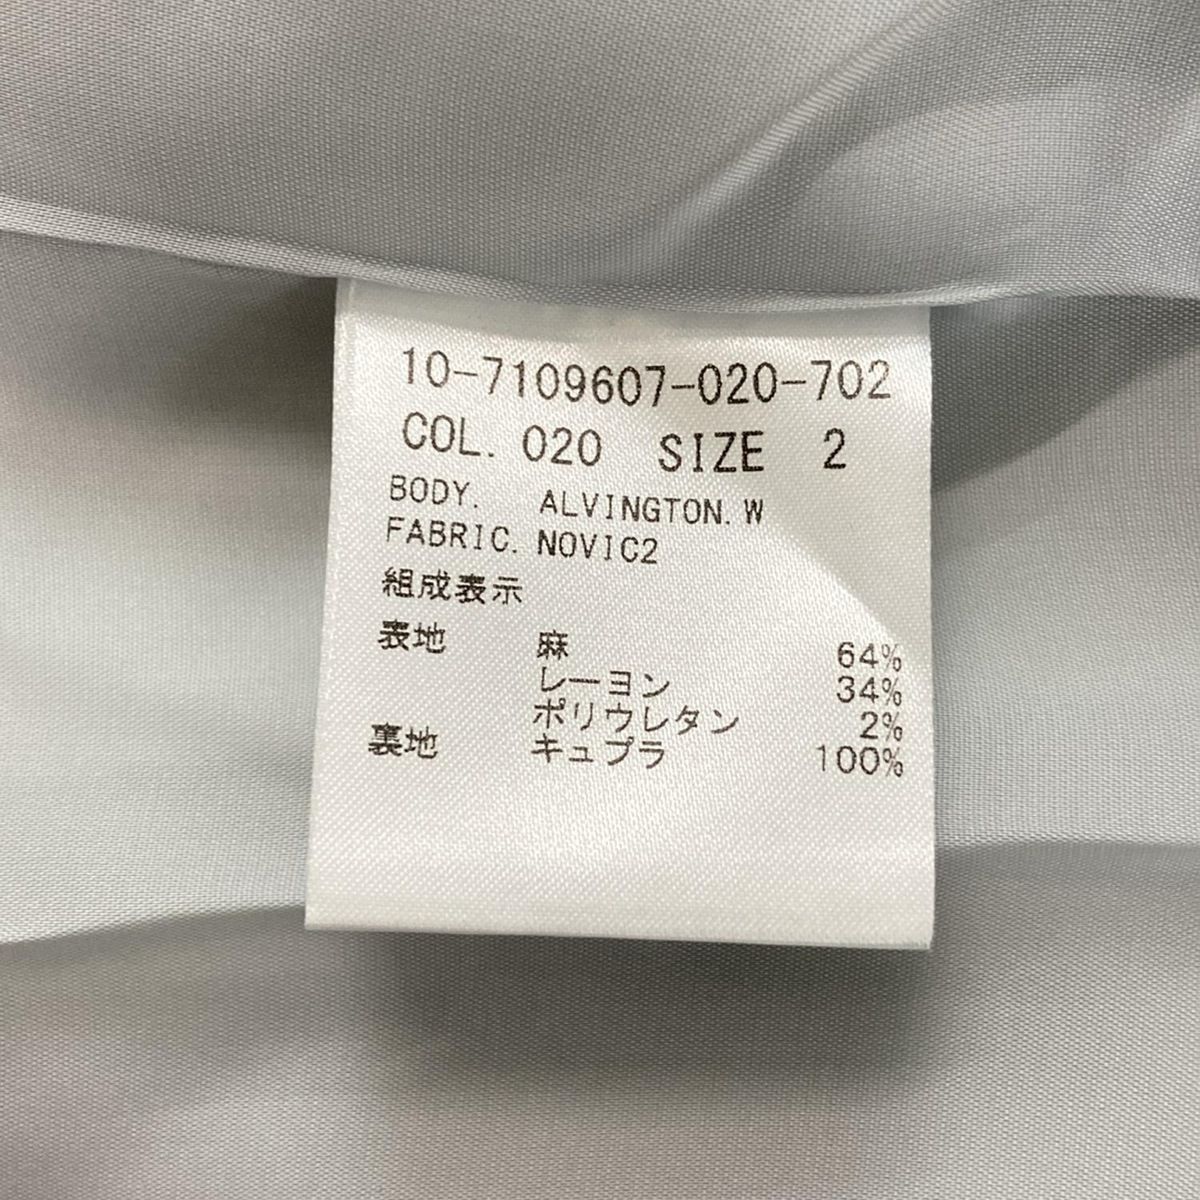 10-7109607-020-702
COL. 020 SIZE 2
BODY. ALVINGTON.W
FABRIC. NOVIC2
組成表示
表地 麻 64%
レーヨン 34%
ポリウレタン 2%
裏地 キュプラ 100%